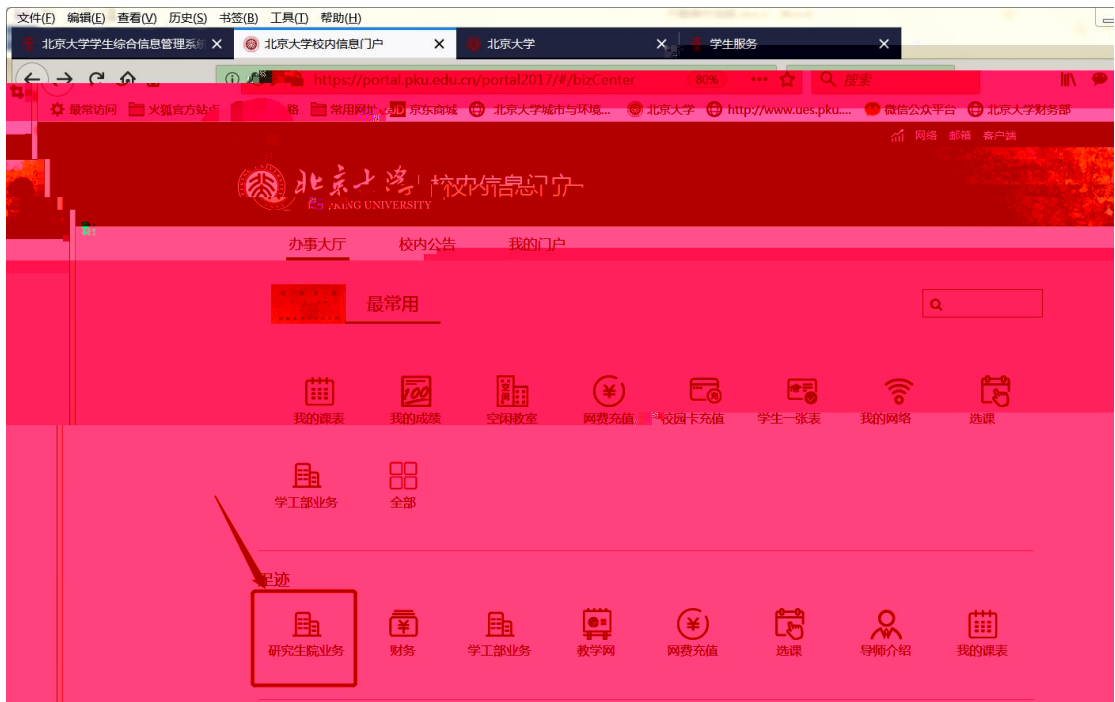 文件(F) 编辑(E) 查看(V) 历史(S) 书签(B) 工具(T) 帮助(H)
北京大学学生综合信息管理系统 北京大学校内信息门户 北京大学 学生服务
https://portal.pku.edu.cn/portal2017/#/bizCenter 80% 搜索
最常访问 火狐官方站点 常用网址 JD 京东商城 北京大学城市与环境... 北京大学 http://www.ues.pku.... 微信公众平台 北京大学财务部
网络 邮箱 客户端
北京大学 校内信息门户
PEKING UNIVERSITY
办事大厅 校内公告 我的门户
最常用
我的课表 我的成绩 空闲教室 网费充值 校园卡充值 学生一张表 我的网络 选课
学工部业务 全部
足迹
研究生院业务 财务 学工部业务 教学网 网费充值 选课 导师介绍 我的课表